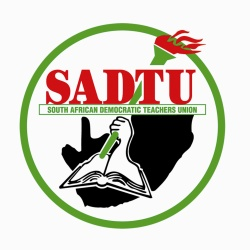 SADTU
SOUTH AFRICAN DEMOCRATIC TEACHERS UNION